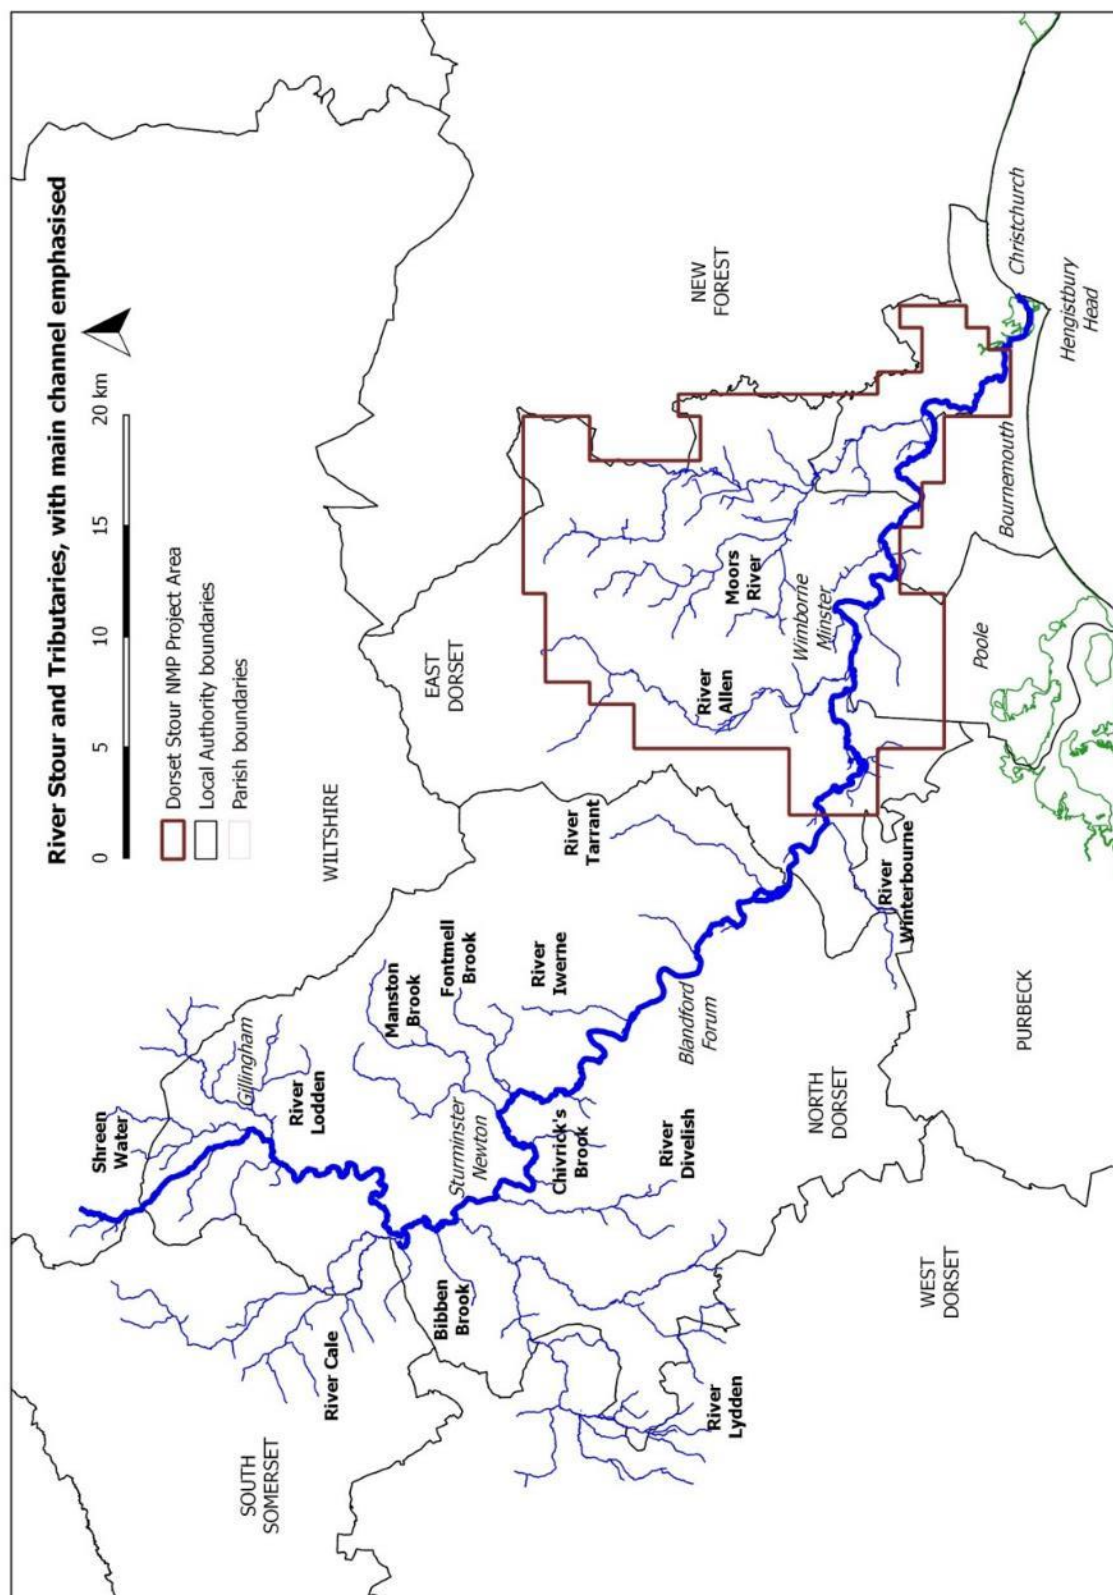 River Stour and Tributaries, with main channel emphasised
0
5
10
15
20 km
Dorset Stour NMP Project Area
Local Authority boundaries
Parish boundaries
WILTSHIRE
EAST
DORSET
NEW
FOREST
SOUTH
SOMERSET
NORTH
DORSET
WEST
DORSET
PURBECK
Shreen
Water
Gillingham
River
Lodden
River Cale
Bibben
Brook
Manston
Brook
Fontmell
Brook
River
Iwerne
River
Tarrant
Sturminster
Newton
Chivrick's
Brook
River
Divelish
River
Lydden
Blandford
Forum
River
Winterbourne
River
Allen
Moors
River
Wimborne
Minster
Poole
Bournemouth
Christchurch
Hengistbury
Head